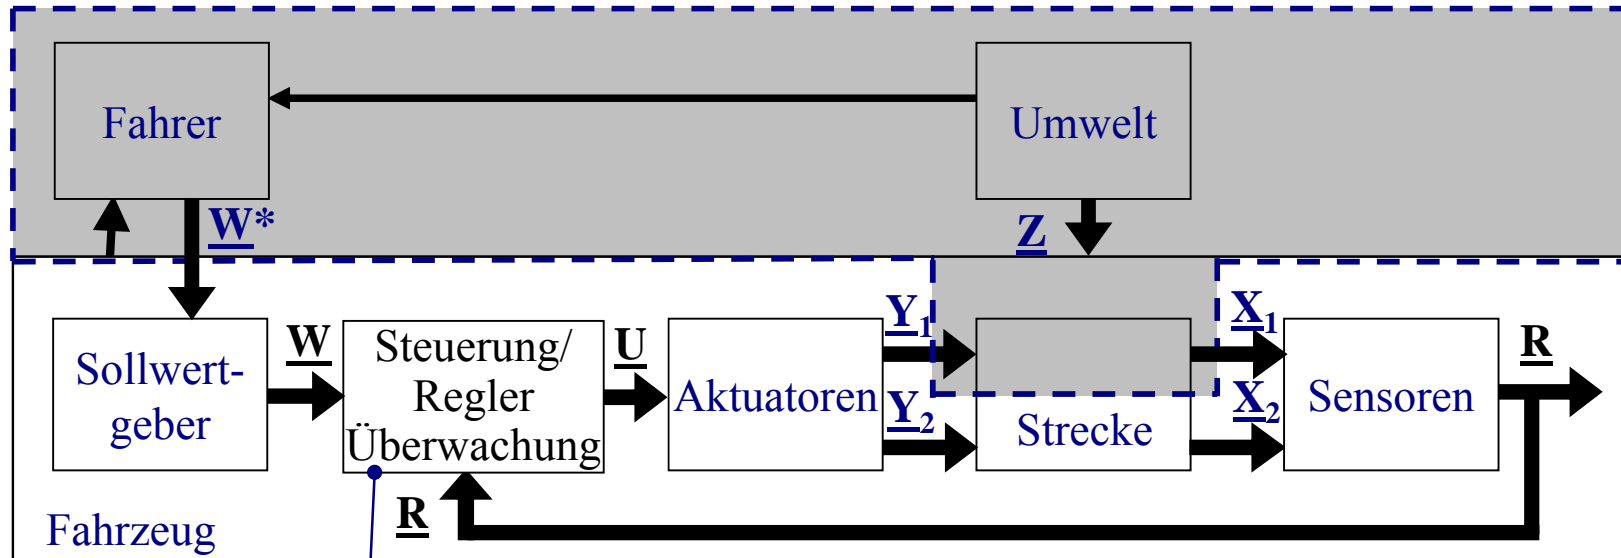 Fahrer
Umwelt
W*
Z
Sollwert-
geber
W
Steuerung/
Regler
Überwachung
U
Aktuatoren
Y1
Y2
Strecke
X1
X2
Sensoren
R
R
Fahrzeug